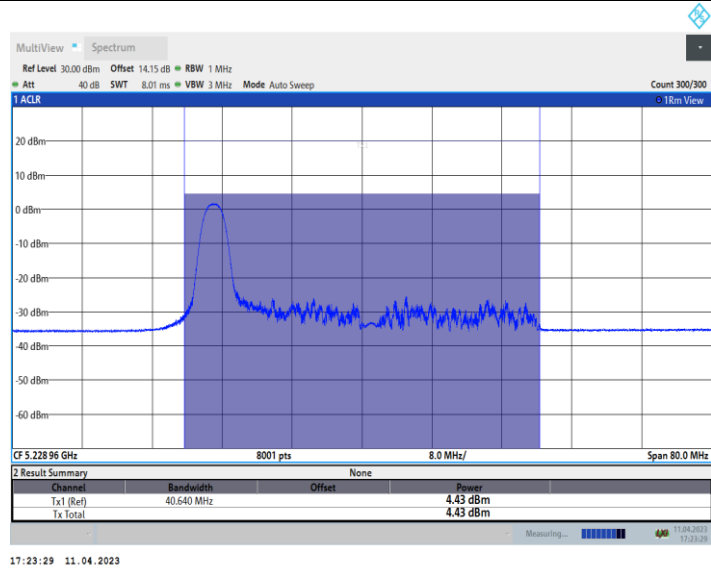 MultiView Spectrum
Ref Level 30.00 dBm Offset 14.15 dB RBW 1 MHz
Att 40 dB SWT 8.01 ms VBW 3 MHz Mode Auto Sweep Count 300/300
1 ACLR 1Rm View
20 dBm
10 dBm
0 dBm
-10 dBm
-20 dBm
-30 dBm
-40 dBm
-50 dBm
-60 dBm
CF 5.22896 GHz 8001 pts 8.0 MHz/ Span 80.0 MHz
2 Result Summary None
Channel Bandwidth Offset Power
Tx1 (Ref) 40.640 MHz 4.43 dBm
Tx Total 4.43 dBm
Measuring... 11.04.2023
17:23:29
17:23:29 11.04.2023